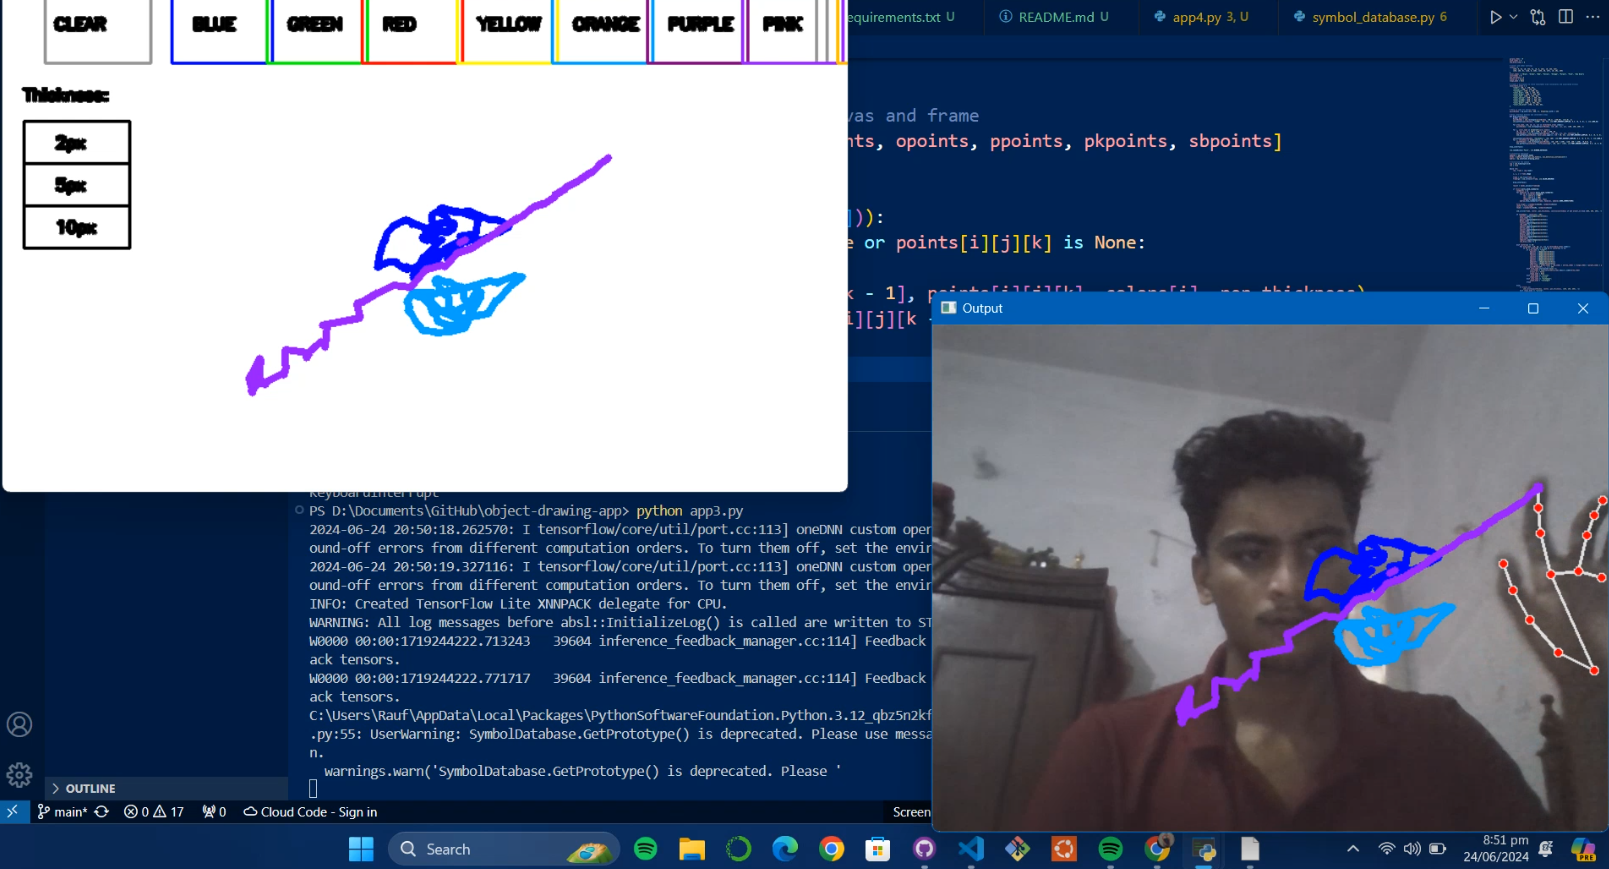 CLEAR BLUE GREEN RED YELLOW ORANGE PURPLE PINK
equirements.txt U README.md U app4.py 3, U symbol_database.py 6
Thickness:
2px
5px
10px
vas and frame
nts, opoints, ppoints, pkpoints, sbpoints]
])):
e or points[i][j][k] is None:
k - 1], points[i][j][k], colors[i], pen_thickness)
i][j][k -
Output
KeyboardInterrupt
PS D:\Documents\GitHub\object-drawing-app> python app3.py
2024-06-24 20:50:18.262570: I tensorflow/core/util/port.cc:113] oneDNN custom oper
ound-off errors from different computation orders. To turn them off, set the envir
2024-06-24 20:50:19.327116: I tensorflow/core/util/port.cc:113] oneDNN custom oper
ound-off errors from different computation orders. To turn them off, set the envir
INFO: Created TensorFlow Lite XNNPACK delegate for CPU.
WARNING: All log messages before absl::InitializeLog() is called are written to ST
W0000 00:00:1719244222.713243 39604 inference_feedback_manager.cc:114] Feedback
ack tensors.
W0000 00:00:1719244222.771717 39604 inference_feedback_manager.cc:114] Feedback
ack tensors.
C:\Users\Rauf\AppData\Local\Packages\PythonSoftwareFoundation.Python.3.12_qbz5n2kf
.py:55: UserWarning: SymbolDatabase.GetPrototype() is deprecated. Please use messa
n.
warnings.warn('SymbolDatabase.GetPrototype() is deprecated. Please '
OUTLINE
main* 0 17 0 Cloud Code - Sign in Screen
Search
8:51 pm
24/06/2024
PRE